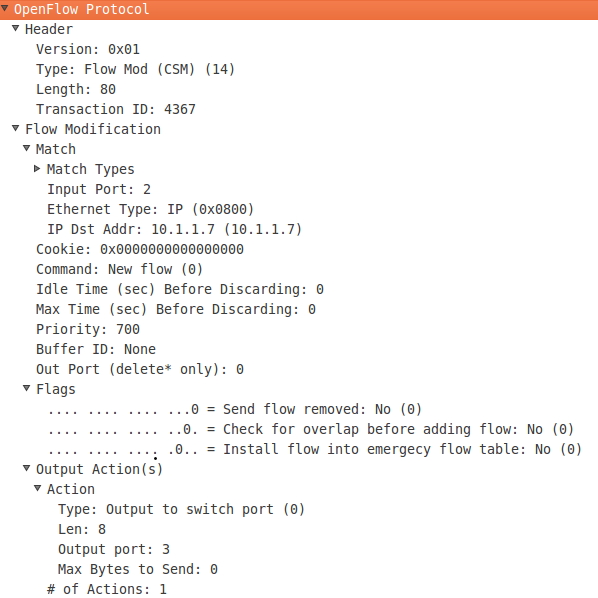 OpenFlow Protocol
Header
Version: 0x01
Type: Flow Mod (CSM) (14)
Length: 80
Transaction ID: 4367
Flow Modification
Match
Match Types
Input Port: 2
Ethernet Type: IP (0x0800)
IP Dst Addr: 10.1.1.7 (10.1.1.7)
Cookie: 0x0000000000000000
Command: New flow (0)
Idle Time (sec) Before Discarding: 0
Max Time (sec) Before Discarding: 0
Priority: 700
Buffer ID: None
Out Port (delete* only): 0
Flags
.... .... .... ...0 = Send flow removed: No (0)
.... .... .... ..0. = Check for overlap before adding flow: No (0)
.... .... .... .0.. = Install flow into emergecy flow table: No (0)
Output Action(s)
Action
Type: Output to switch port (0)
Len: 8
Output port: 3
Max Bytes to Send: 0
# of Actions: 1